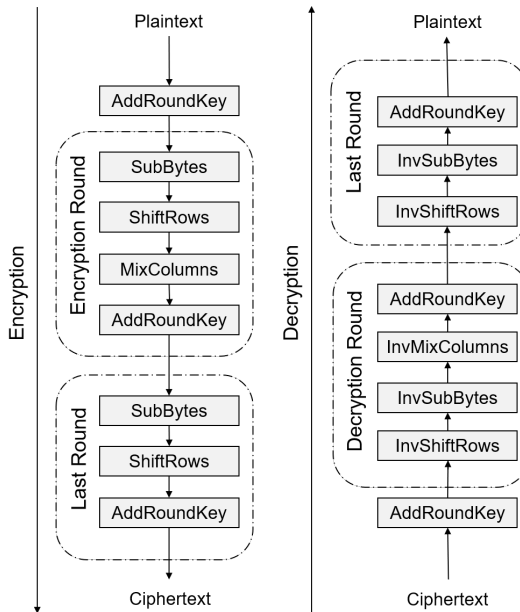 Plaintext
AddRoundKey
SubBytes
ShiftRows
MixColumns
AddRoundKey
Encryption Round
SubBytes
ShiftRows
AddRoundKey
Last Round
Ciphertext
Encryption
Plaintext
AddRoundKey
InvSubBytes
InvShiftRows
Last Round
AddRoundKey
InvMixColumns
InvSubBytes
InvShiftRows
Decryption Round
AddRoundKey
Ciphertext
Decryption